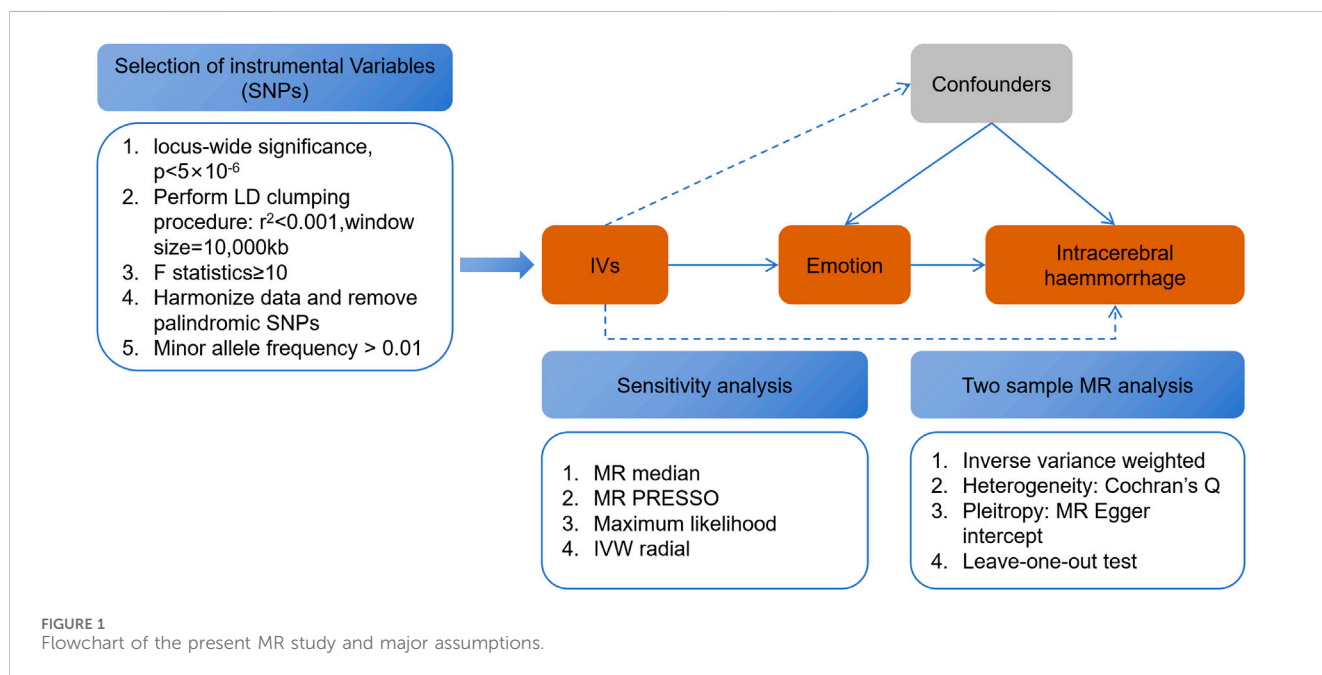 Selection of instrumental Variables
(SNPs)
1. locus-wide significance,
p<5×10⁻⁶
2. Perform LD clumping
procedure: r²<0.001,window
size=10,000kb
3. F statistics≥10
4. Harmonize data and remove
palindromic SNPs
5. Minor allele frequency > 0.01
Confounders
IVs
Emotion
Intracerebral
haemmorrhage
Sensitivity analysis
1. MR median
2. MR PRESSO
3. Maximum likelihood
4. IVW radial
Two sample MR analysis
1. Inverse variance weighted
2. Heterogeneity: Cochran’s Q
3. Pleitropy: MR Egger
intercept
4. Leave-one-out test
FIGURE 1
Flowchart of the present MR study and major assumptions.